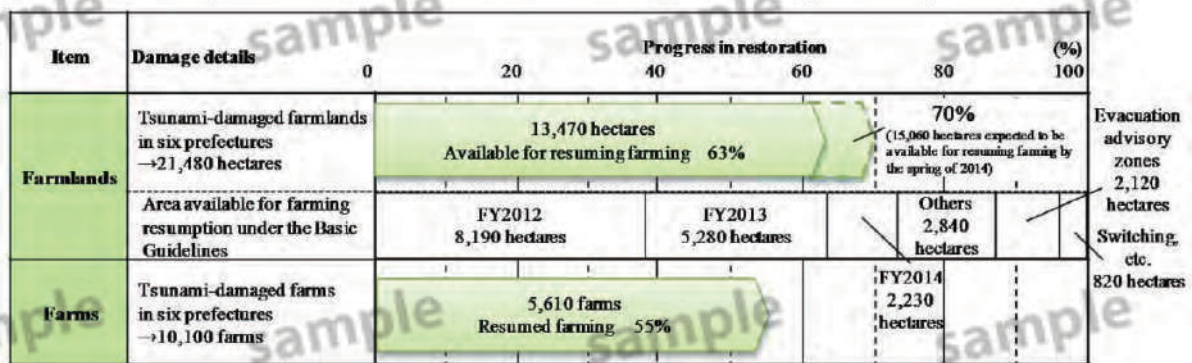 Item
Damage details
Progress in restoration
(%)
0 20 40 60 80 100
Farmlands
Tsunami-damaged farmlands
in six prefectures
→21,480 hectares
13,470 hectares
Available for resuming farming 63%
70%
(15,060 hectares expected to be
available for resuming farming by
the spring of 2014)
Evacuation
advisory
zones
2,120
hectares
Area available for farming
resumption under the Basic
Guidelines
FY2012
8,190 hectares
FY2013
5,280 hectares
Others
2,840
hectares
Switching,
etc.
820 hectares
FY2014
2,230
hectares
Farms
Tsunami-damaged farms
in six prefectures
→10,100 farms
5,610 farms
Resumed farming 55%
sample
sample
sample
sample
sample
sample
sample
sample